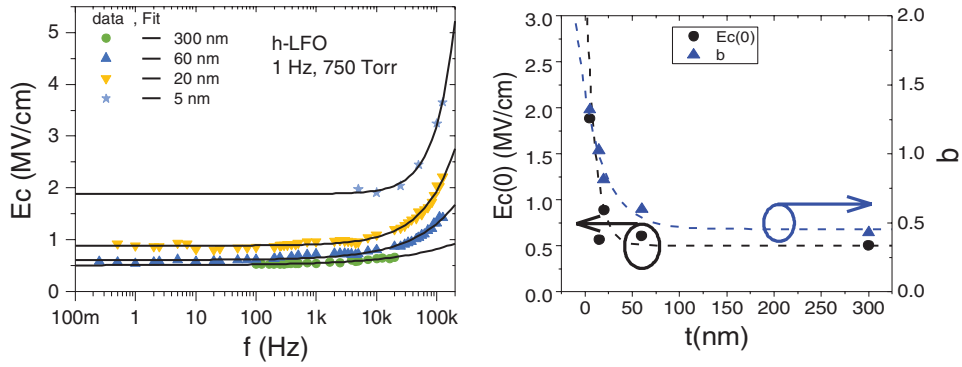 data , Fit
300 nm
60 nm
20 nm
5 nm
h-LFO
1 Hz, 750 Torr
Ec (MV/cm)
5
4
3
2
1
0
100m 1 10 100 1k 10k 100k
f (Hz)
Ec(0)
b
Ec(0) (MV/cm)
3.0
2.5
2.0
1.5
1.0
0.5
0.0
0 50 100 150 200 250 300
t(nm)
2.0
1.5
1.0
0.5
0.0
b